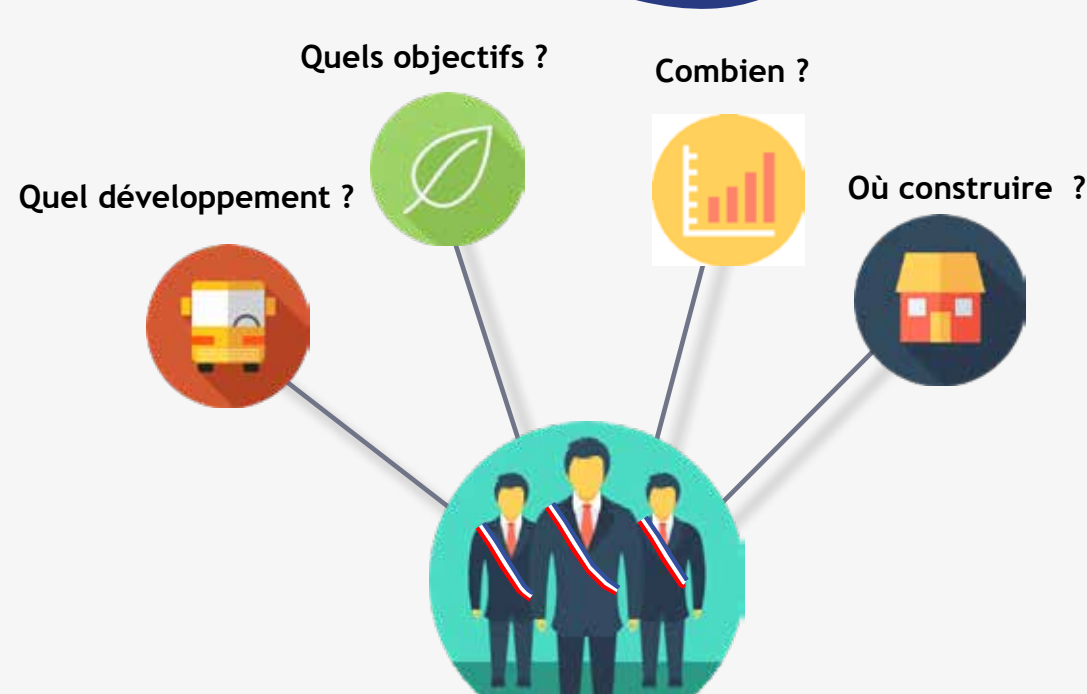 Quels objectifs ?
Combien ?
Quel développement ?
Où construire ?